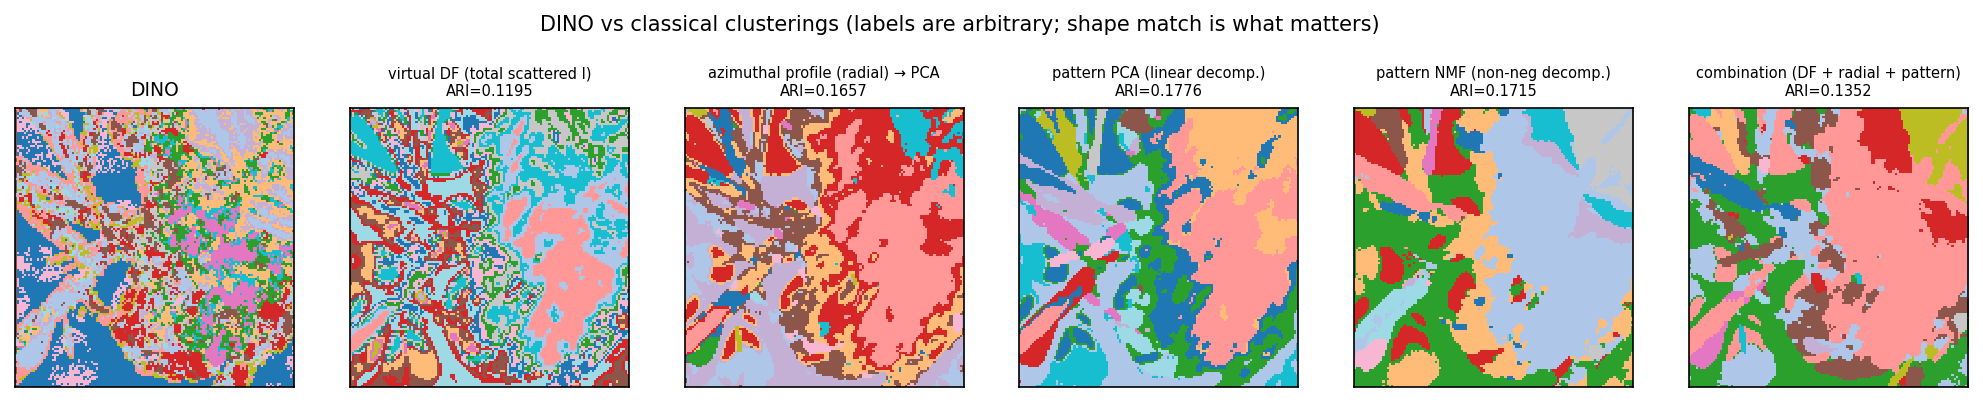 DINO vs classical clusterings (labels are arbitrary; shape match is what matters)
DINO
virtual DF (total scattered I)
ARI=0.1195
azimuthal profile (radial) → PCA
ARI=0.1657
pattern PCA (linear decomp.)
ARI=0.1776
pattern NMF (non-neg decomp.)
ARI=0.1715
combination (DF + radial + pattern)
ARI=0.1352